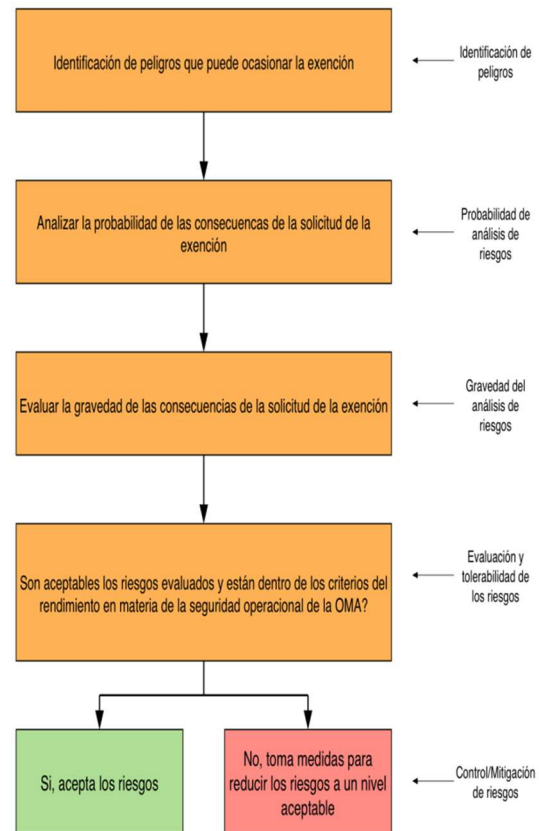 Identificación de peligros que puede ocasionar la exención
Identificación de
peligros
Analizar la probabilidad de las consecuencas de la solicitud de la
exención
Probabilidad de
análisis de
riesgos
Evaluar la gravedad de las consecuencias de la solicitud de la exención
Gravedad del
análisis de
riesgos
Son aceptables los riesgos evaluados y están dentro de los criterios del
rendimiento en materia de la seguridad operacional de la OMA?
Evaluación y
tolerabilidad de
los riesgos
Si, acepta los riesgos
No, toma medidas para
reducir los riesgos a un nivel
aceptable
Control/Mitigación
de riesgos